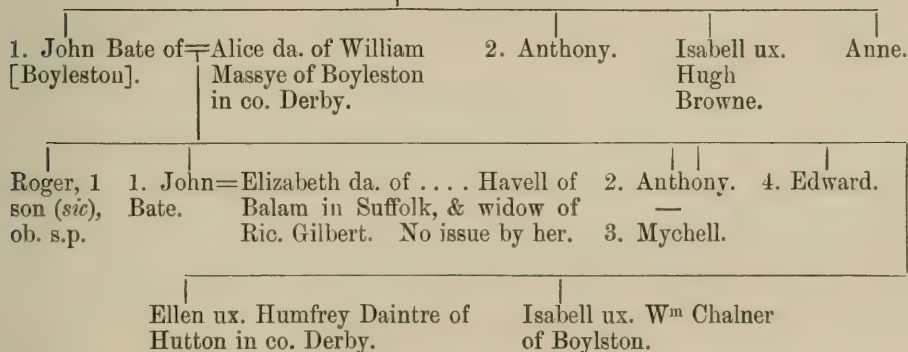 1. John Bate of
[Boyleston].
Alice da. of William
Massye of Boyleston
in co. Derby.
2. Anthony.
Isabell ux.
Hugh
Browne.
Anne.
Roger, 1
son (sic),
ob. s.p.
1. John
Bate.
Elizabeth da. of .... Havell of
Balam in Suffolk, & widow of
Ric. Gilbert. No issue by her.
2. Anthony.
—
3. Mychell.
4. Edward.
Ellen ux. Humfrey Daintre of
Hutton in co. Derby.
Isabell ux. Wm Chalner
of Boylston.